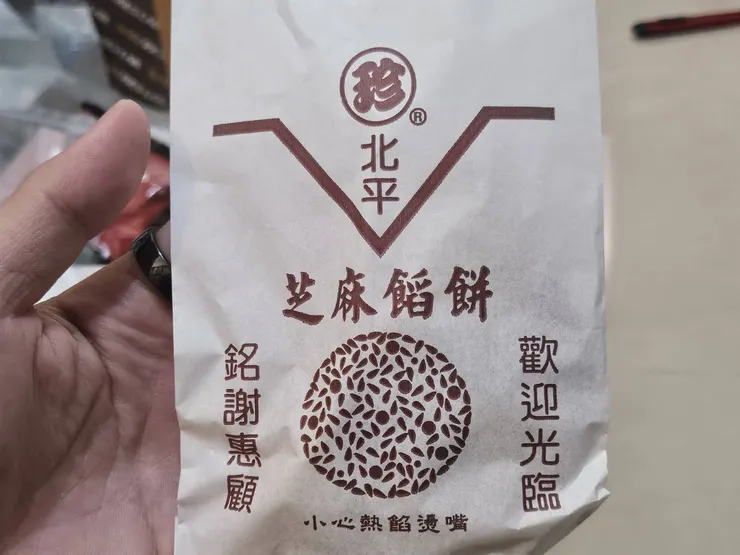 珍
®
北平
芝麻餡餅
歡迎光臨
銘謝惠顧
小心熱餡燙嘴